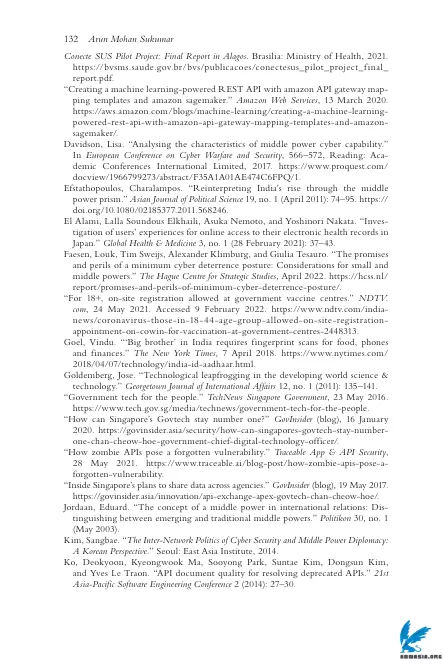 132 Arun Mohan Sukumar
Conecte SUS Pilot Project: Final Report in Alagos. Brasilia: Ministry of Health, 2021.
https://bvsms.saude.gov.br/bvs/publicacoes/conectesus_pilot_project_final_
report.pdf.
“Creating a machine learning-powered REST API with amazon API gateway map-
ping templates and amazon sagemaker.” Amazon Web Services, 13 March 2020.
https://aws.amazon.com/blogs/machine-learning/creating-a-machine-learning-
powered-rest-api-with-amazon-api-gateway-mapping-templates-and-amazon-
sagemaker/.
Davidson, Lisa. “Analysing the characteristics of middle power cyber capability.”
In European Conference on Cyber Warfare and Security, 566–572, Reading: Aca-
demic Conferences International Limited, 2017. https://www.proquest.com/
docview/1966799273/abstract/F35A1A01AE474C6FPQ/1.
Efstathopoulos, Charalampos. “Reinterpreting India’s rise through the middle
power prism.” Asian Journal of Political Science 19, no. 1 (April 2011): 74–95. https://
doi.org/10.1080/02185377.2011.568246.
El Alami, Lalla Soundous Elkhaili, Asuka Nemoto, and Yoshinori Nakata. “Inves-
tigation of users’ experiences for online access to their electronic health records in
Japan.” Global Health & Medicine 3, no. 1 (28 February 2021): 37–43.
Faesen, Louk, Tim Sweijs, Alexander Klimburg, and Giulia Tesauro. “The promises
and perils of a minimum cyber deterrence posture: Considerations for small and
middle powers.” The Hague Centre for Strategic Studies, April 2022. https://hcss.nl/
report/promises-and-perils-of-minimum-cyber-deterrence-posture/.
“For 18+, on-site registration allowed at government vaccine centres.” NDTV.
com, 24 May 2021. Accessed 9 February 2022. https://www.ndtv.com/india-
news/coronavirus-those-in-18-44-age-group-allowed-on-site-registration-
appointment-on-cowin-for-vaccination-at-government-centres-2448313.
Goel, Vindu. “‘Big brother’ in India requires fingerprint scans for food, phones
and finances.” The New York Times, 7 April 2018. https://www.nytimes.com/
2018/04/07/technology/india-id-aadhaar.html.
Goldemberg, Jose. “Technological leapfrogging in the developing world science &
technology.” Georgetown Journal of International Affairs 12, no. 1 (2011): 135–141.
“Government tech for the people.” TechNews Singapore Government, 23 May 2016.
https://www.tech.gov.sg/media/technews/government-tech-for-the-people.
“How can Singapore’s Govtech stay number one?” GovInsider (blog), 16 January
2020. https://govinsider.asia/security/how-can-singapores-govtech-stay-number-
one-chan-cheow-hoe-government-chief-digital-technology-officer/.
“How zombie APIs pose a forgotten vulnerability.” Traceable App & API Security,
28 May 2021. https://www.traceable.ai/blog-post/how-zombie-apis-pose-a-
forgotten-vulnerability.
“Inside Singapore’s plans to share data across agencies.” GovInsider (blog), 19 May 2017.
https://govinsider.asia/innovation/api-exchange-apex-govtech-chan-cheow-hoe/.
Jordaan, Eduard. “The concept of a middle power in international relations: Dis-
tinguishing between emerging and traditional middle powers.” Politikon 30, no. 1
(May 2003).
Kim, Sangbae. “The Inter-Network Politics of Cyber Security and Middle Power Diplomacy:
A Korean Perspective.” Seoul: East Asia Institute, 2014.
Ko, Deokyoon, Kyeongwook Ma, Sooyong Park, Suntae Kim, Dongsun Kim,
and Yves Le Traon. “API document quality for resolving deprecated APIs.” 21st
Asia-Pacific Software Engineering Conference 2 (2014): 27–30.